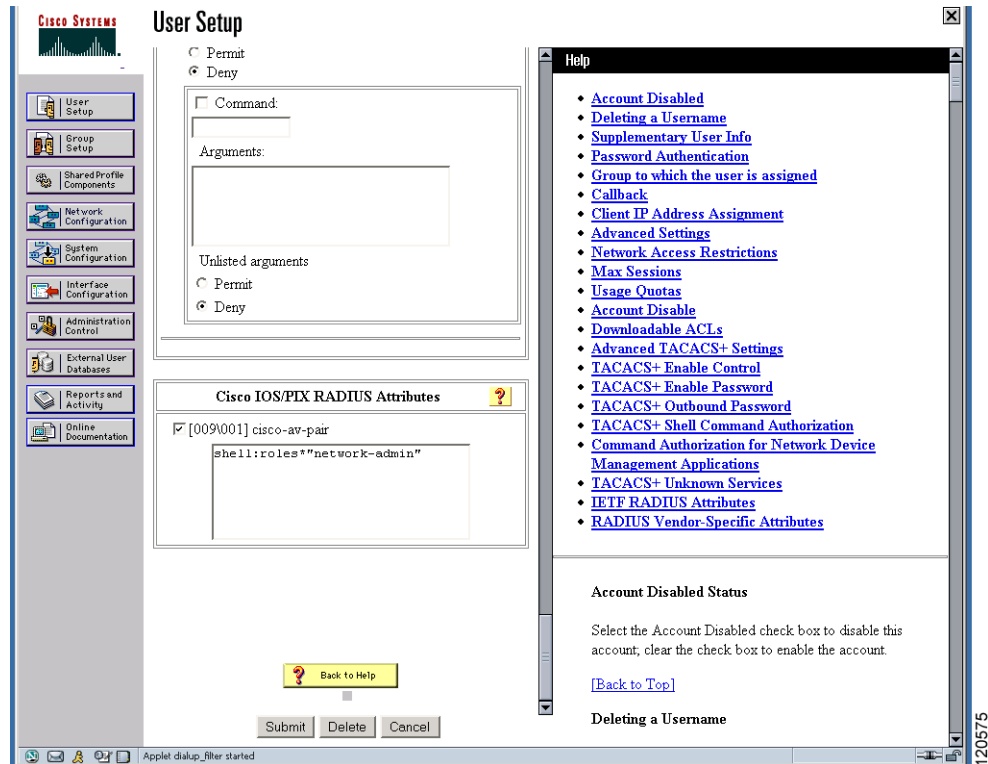 CISCO SYSTEMS
User Setup
User
Setup
Group
Setup
Shared Profile
Components
Network
Configuration
System
Configuration
Interface
Configuration
Administration
Control
External User
Databases
Reports and
Activity
Online
Documentation
Permit
Deny
Command:
Arguments:
Unlisted arguments
Permit
Deny
Cisco IOS/PIX RADIUS Attributes
?
[009\001] cisco-av-pair
shell:roles*"network-admin"
? Back to Help
Submit Delete Cancel
Help
Account Disabled
Deleting a Username
Supplementary User Info
Password Authentication
Group to which the user is assigned
Callback
Client IP Address Assignment
Advanced Settings
Network Access Restrictions
Max Sessions
Usage Quotas
Account Disable
Downloadable ACLs
Advanced TACACS+ Settings
TACACS+ Enable Control
TACACS+ Enable Password
TACACS+ Outbound Password
TACACS+ Shell Command Authorization
Command Authorization for Network Device
Management Applications
TACACS+ Unknown Services
IETF RADIUS Attributes
RADIUS Vendor-Specific Attributes
Account Disabled Status
Select the Account Disabled check box to disable this
account; clear the check box to enable the account.
[Back to Top]
Deleting a Username
Applet dialup_filter started
120575